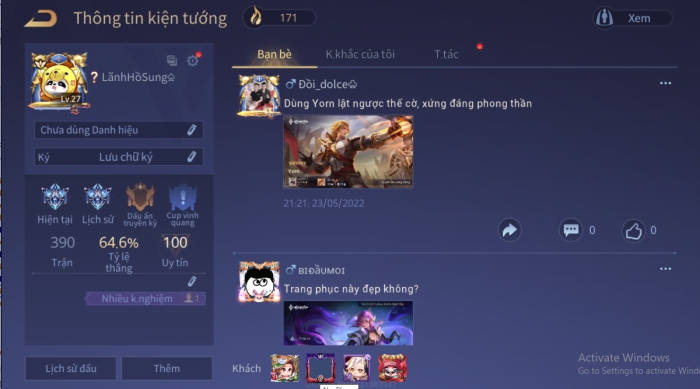 Thông tin kiện tướng
171
Xem
Bạn bè
K.khắc của tôi
T.tác
LãnhHồSung
Lv.27
Chưa dùng Danh hiệu
Ký
Lưu chữ ký
Hiện tại
Lịch sử
Dấu ấn truyền kỳ
Cup vinh quang
390
64.6%
100
Trận
Tỷ lệ thắng
Uy tín
Nhiều k.nghiệm
1
Lịch sử đấu
Thêm
Đồi_dolce
Dùng Yorn lật ngược thế cờ, xứng đáng phong thần
21:21 23/05/2022
0
0
BIĐầUMOI
Trang phục này đẹp không?
Khách
Activate Windows
Go to Settings to activate Wind